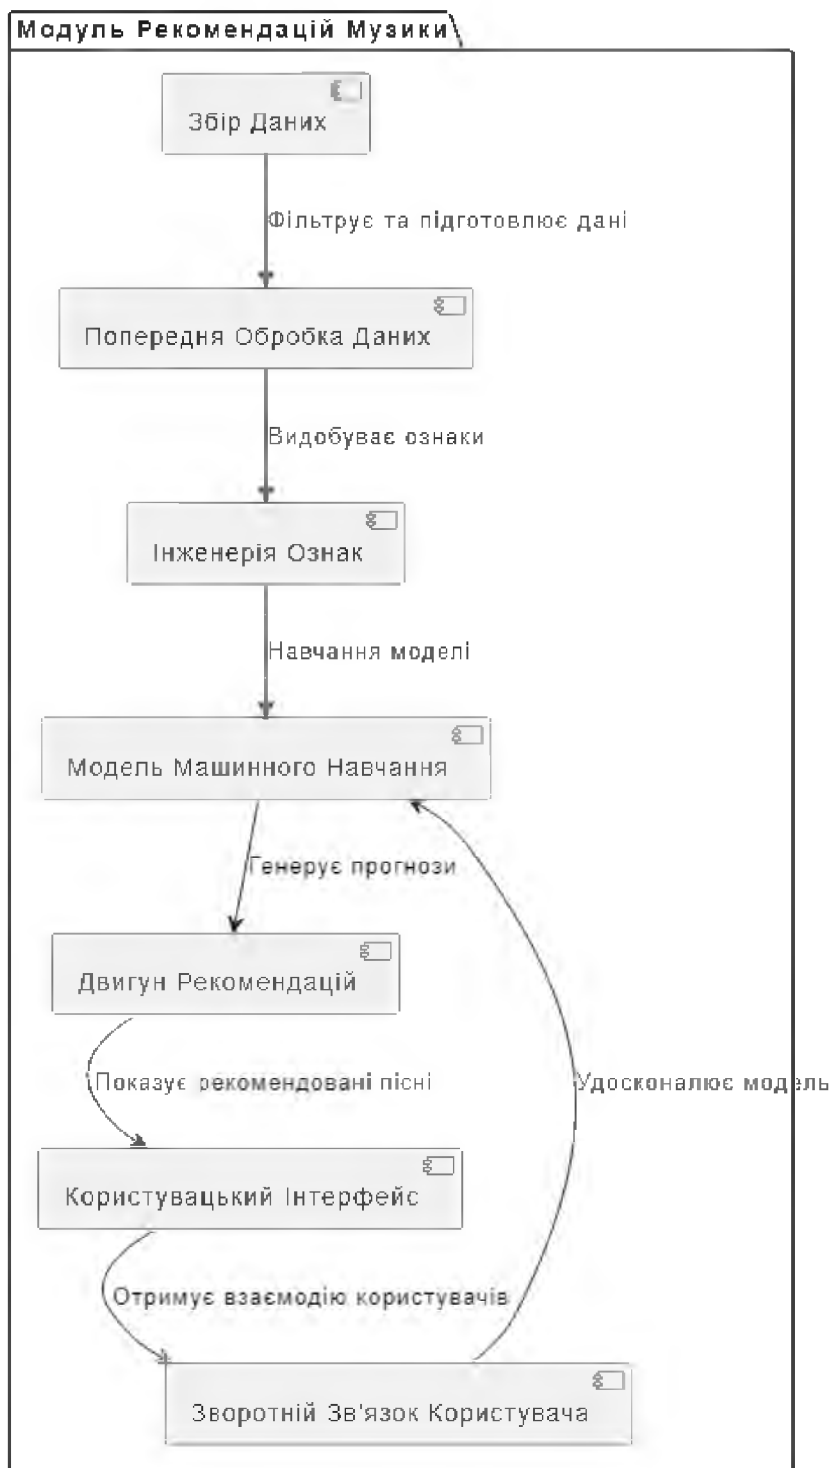 Модуль Рекомендацій Музики
Збір Даних
Фільтрує та підготовлює дані
Попередня Обробка Даних
Видобуває ознаки
Інженерія Ознак
Навчання моделі
Модель Машинного Навчання
Генерує прогнози
Двигун Рекомендацій
Показує рекомендовані пісні
Удосконалює модель
Користувацький Інтерфейс
Отримує взаємодію користувачів
Зворотній Зв'язок Користувача